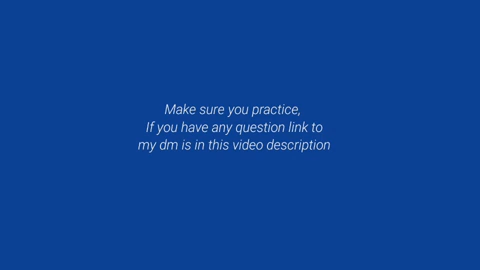 Make sure you practice,
If you have any question link to
my dm is in this video description